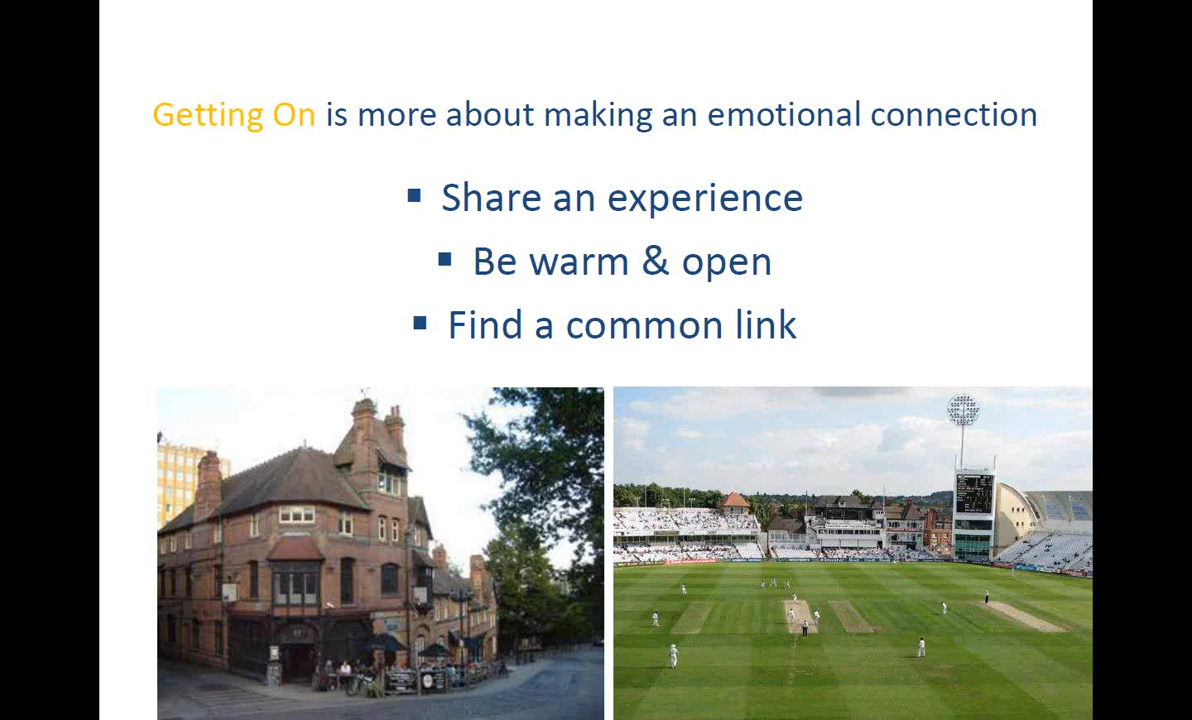 Getting On is more about making an emotional connection
▪ Share an experience
▪ Be warm & open
▪ Find a common link